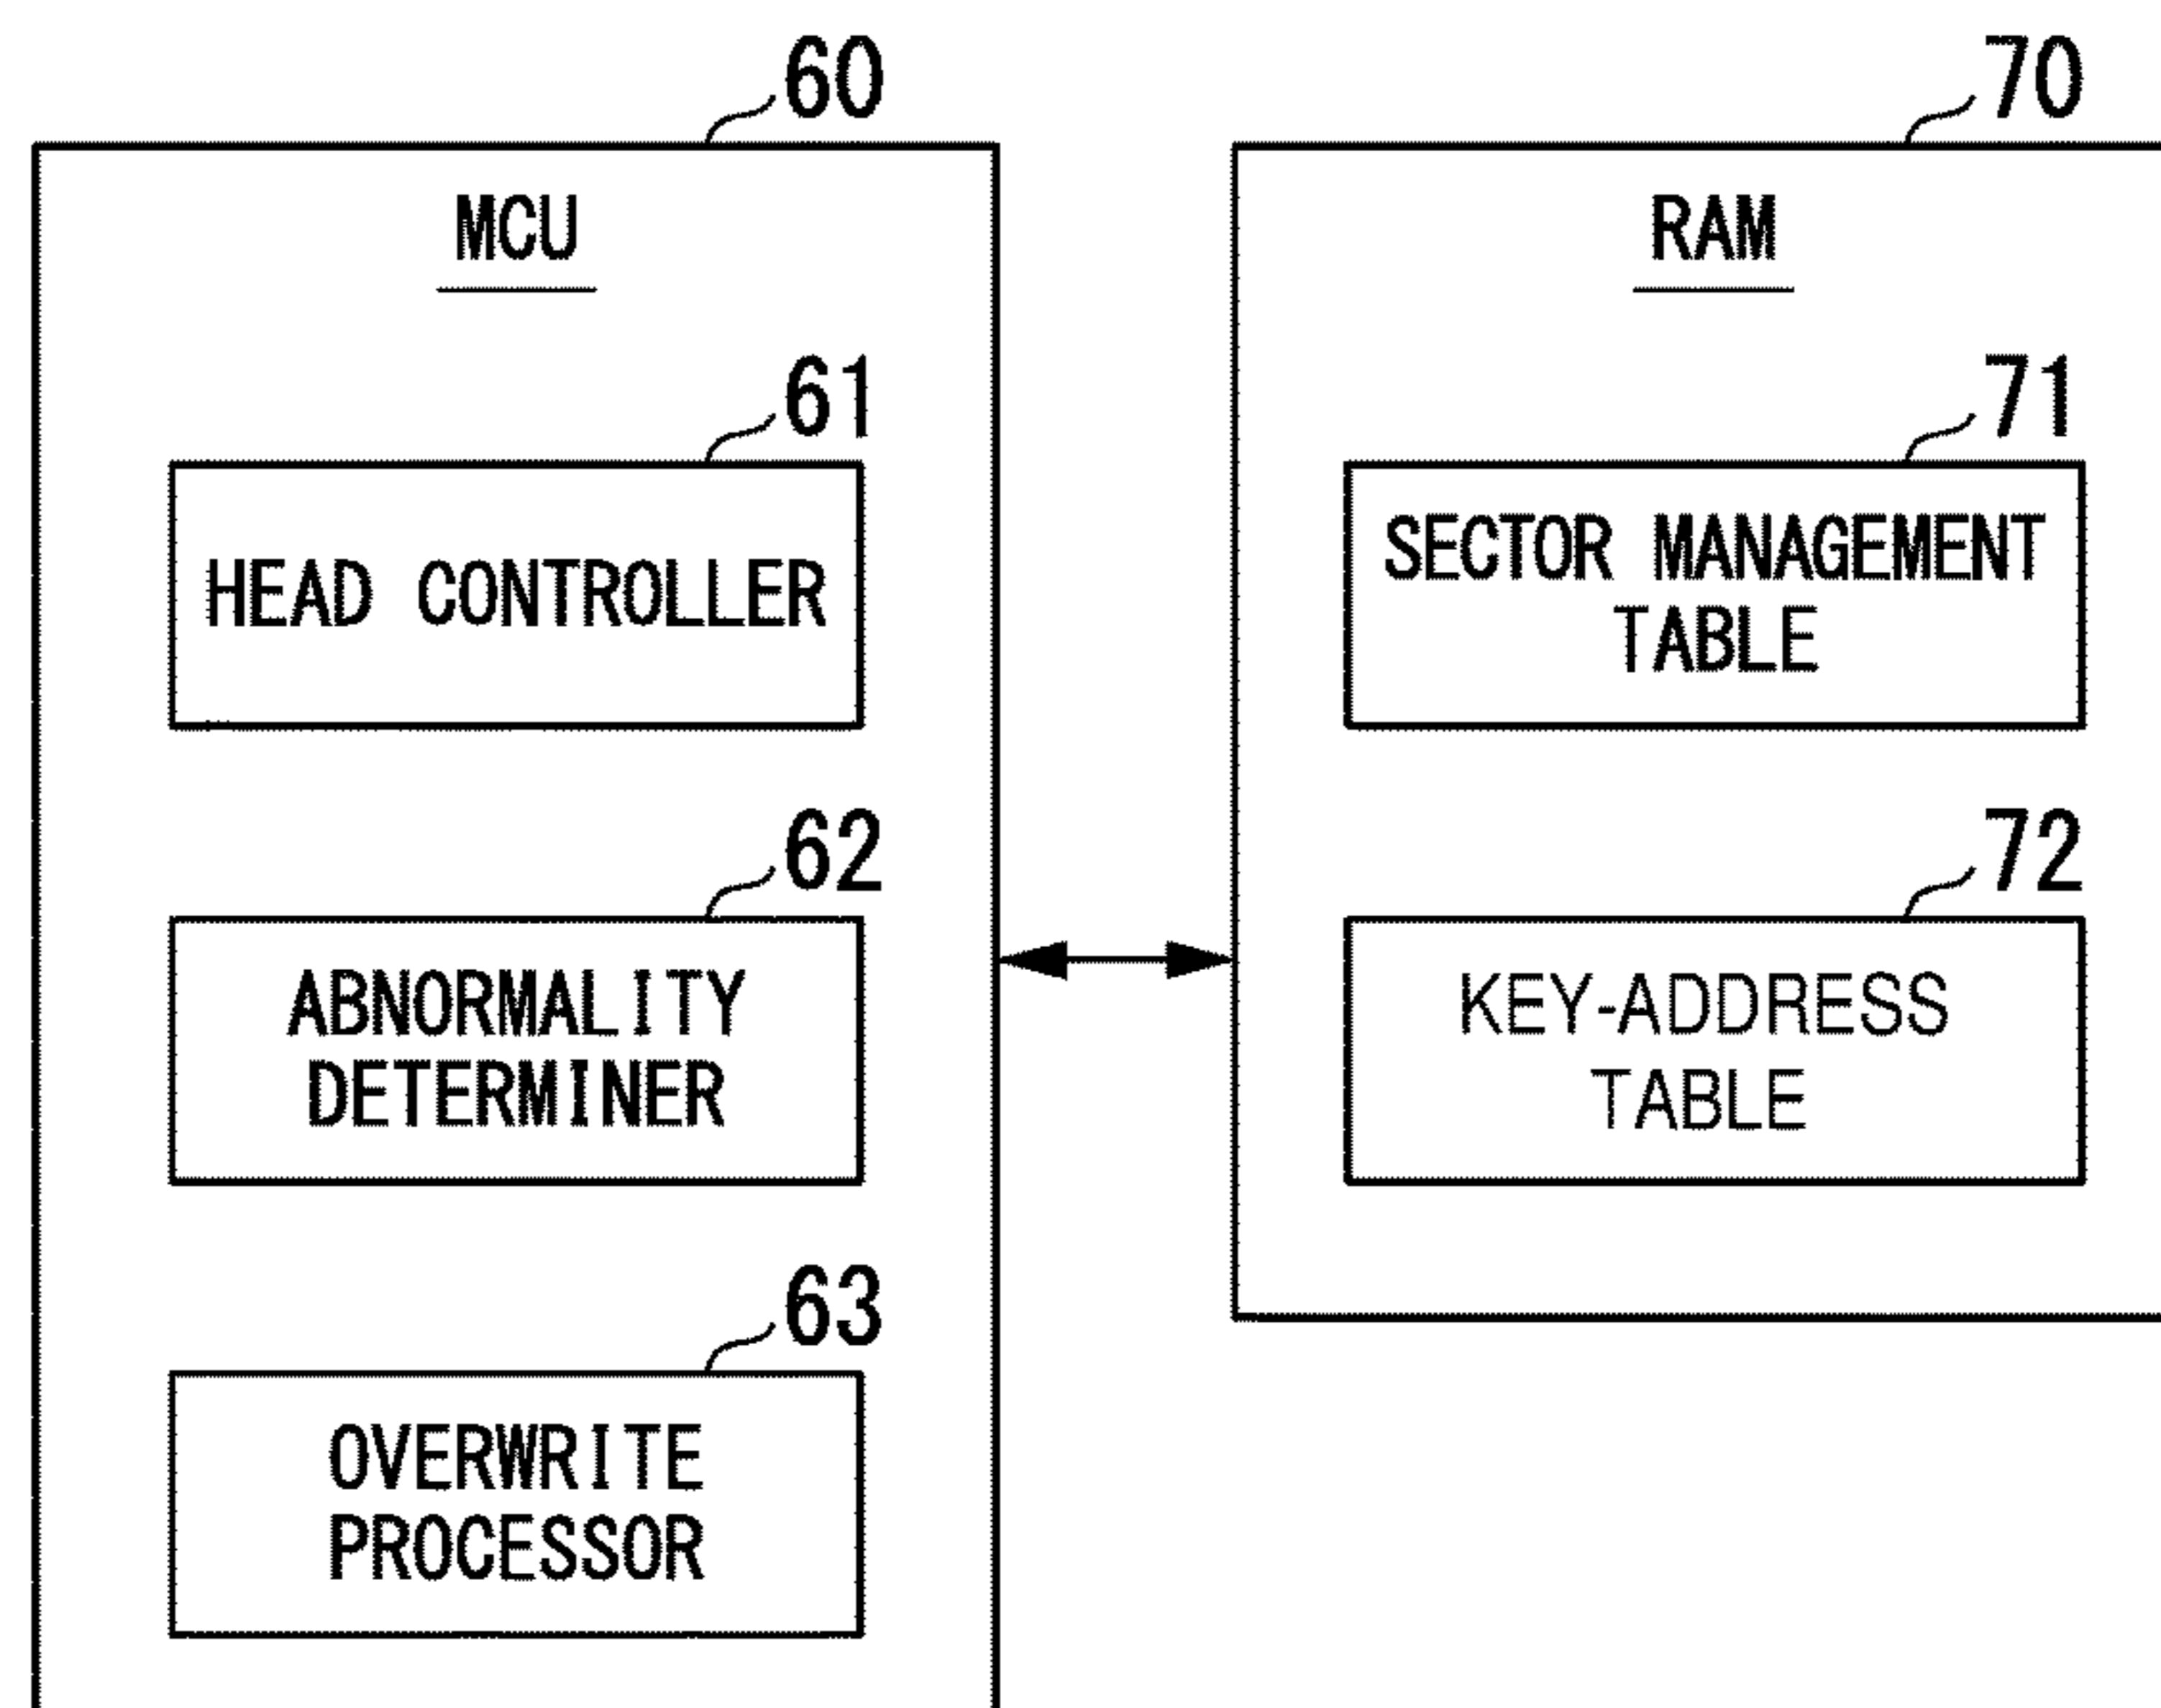 60
MCU
61
HEAD CONTROLLER
62
ABNORMALITY
DETERMINER
63
OVERWRITE
PROCESSOR
70
RAM
71
SECTOR MANAGEMENT
TABLE
72
KEY-ADDRESS
TABLE